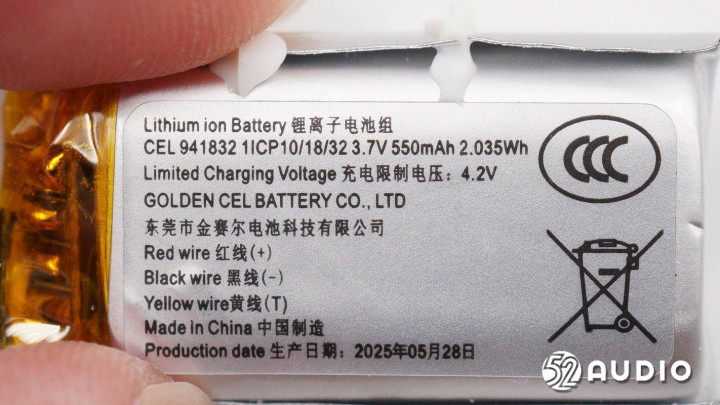 Lithium ion Battery 锂离子电池组
CEL 941832 1ICP10/18/32 3.7V 550mAh 2.035Wh
Limited Charging Voltage 充电限制电压：4.2V
GOLDEN CEL BATTERY CO., LTD
东莞市金赛尔电池科技有限公司
Red wire 红线(+)
Black wire 黑线(-)
Yellow wire黄线(T)
Made in China 中国制造
Production date 生产日期：2025年05月28日
CCC
52 AUDIO